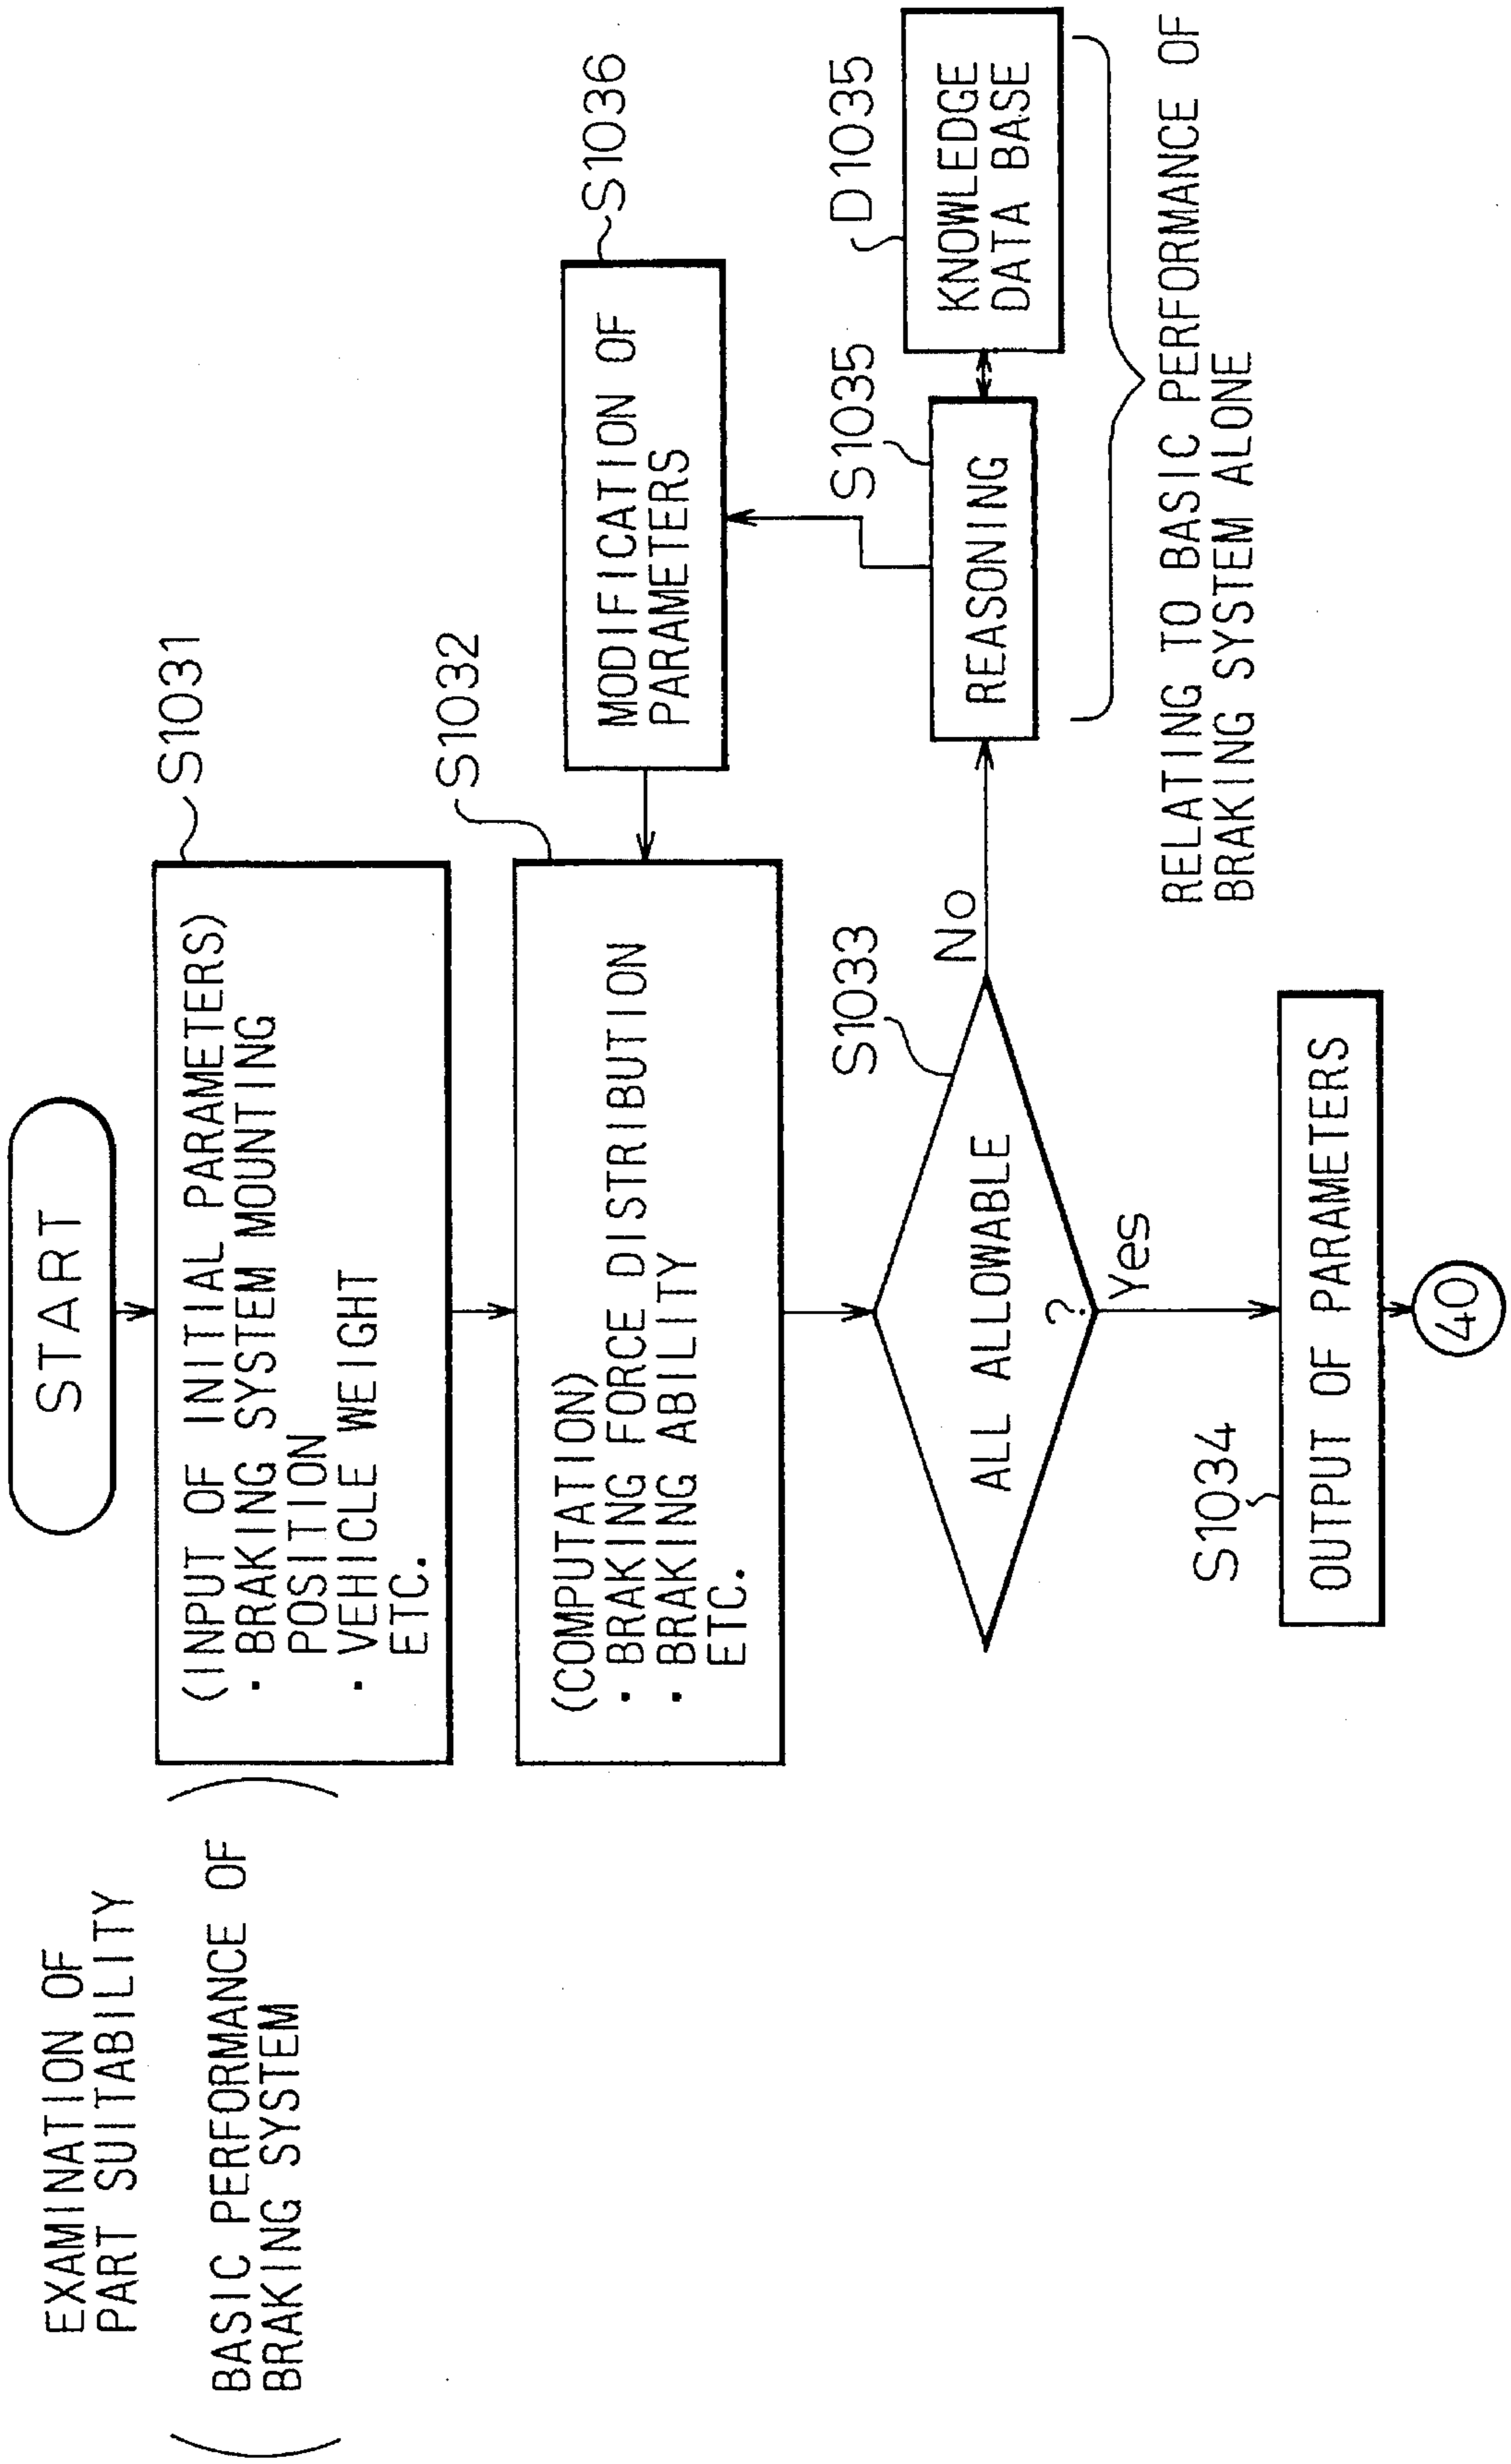 EXAMINATION OF
PART SUITABILITY
(BASIC PERFORMANCE OF
BRAKING SYSTEM)
START
S1031
(INPUT OF INITIAL PARAMETERS)
· BRAKING SYSTEM MOUNTING
POSITION
· VEHICLE WEIGHT
ETC.
S1032
(COMPUTATION)
· BRAKING FORCE DISTRIBUTION
· BRAKING ABILITY
ETC.
S1036
MODIFICATION OF
PARAMETERS
S1033
ALL ALLOWABLE
?
No
Yes
S1035
REASONING
D1035
KNOWLEDGE
DATA BASE
RELATING TO BASIC PERFORMANCE OF
BRAKING SYSTEM ALONE
S1034
OUTPUT OF PARAMETERS
40